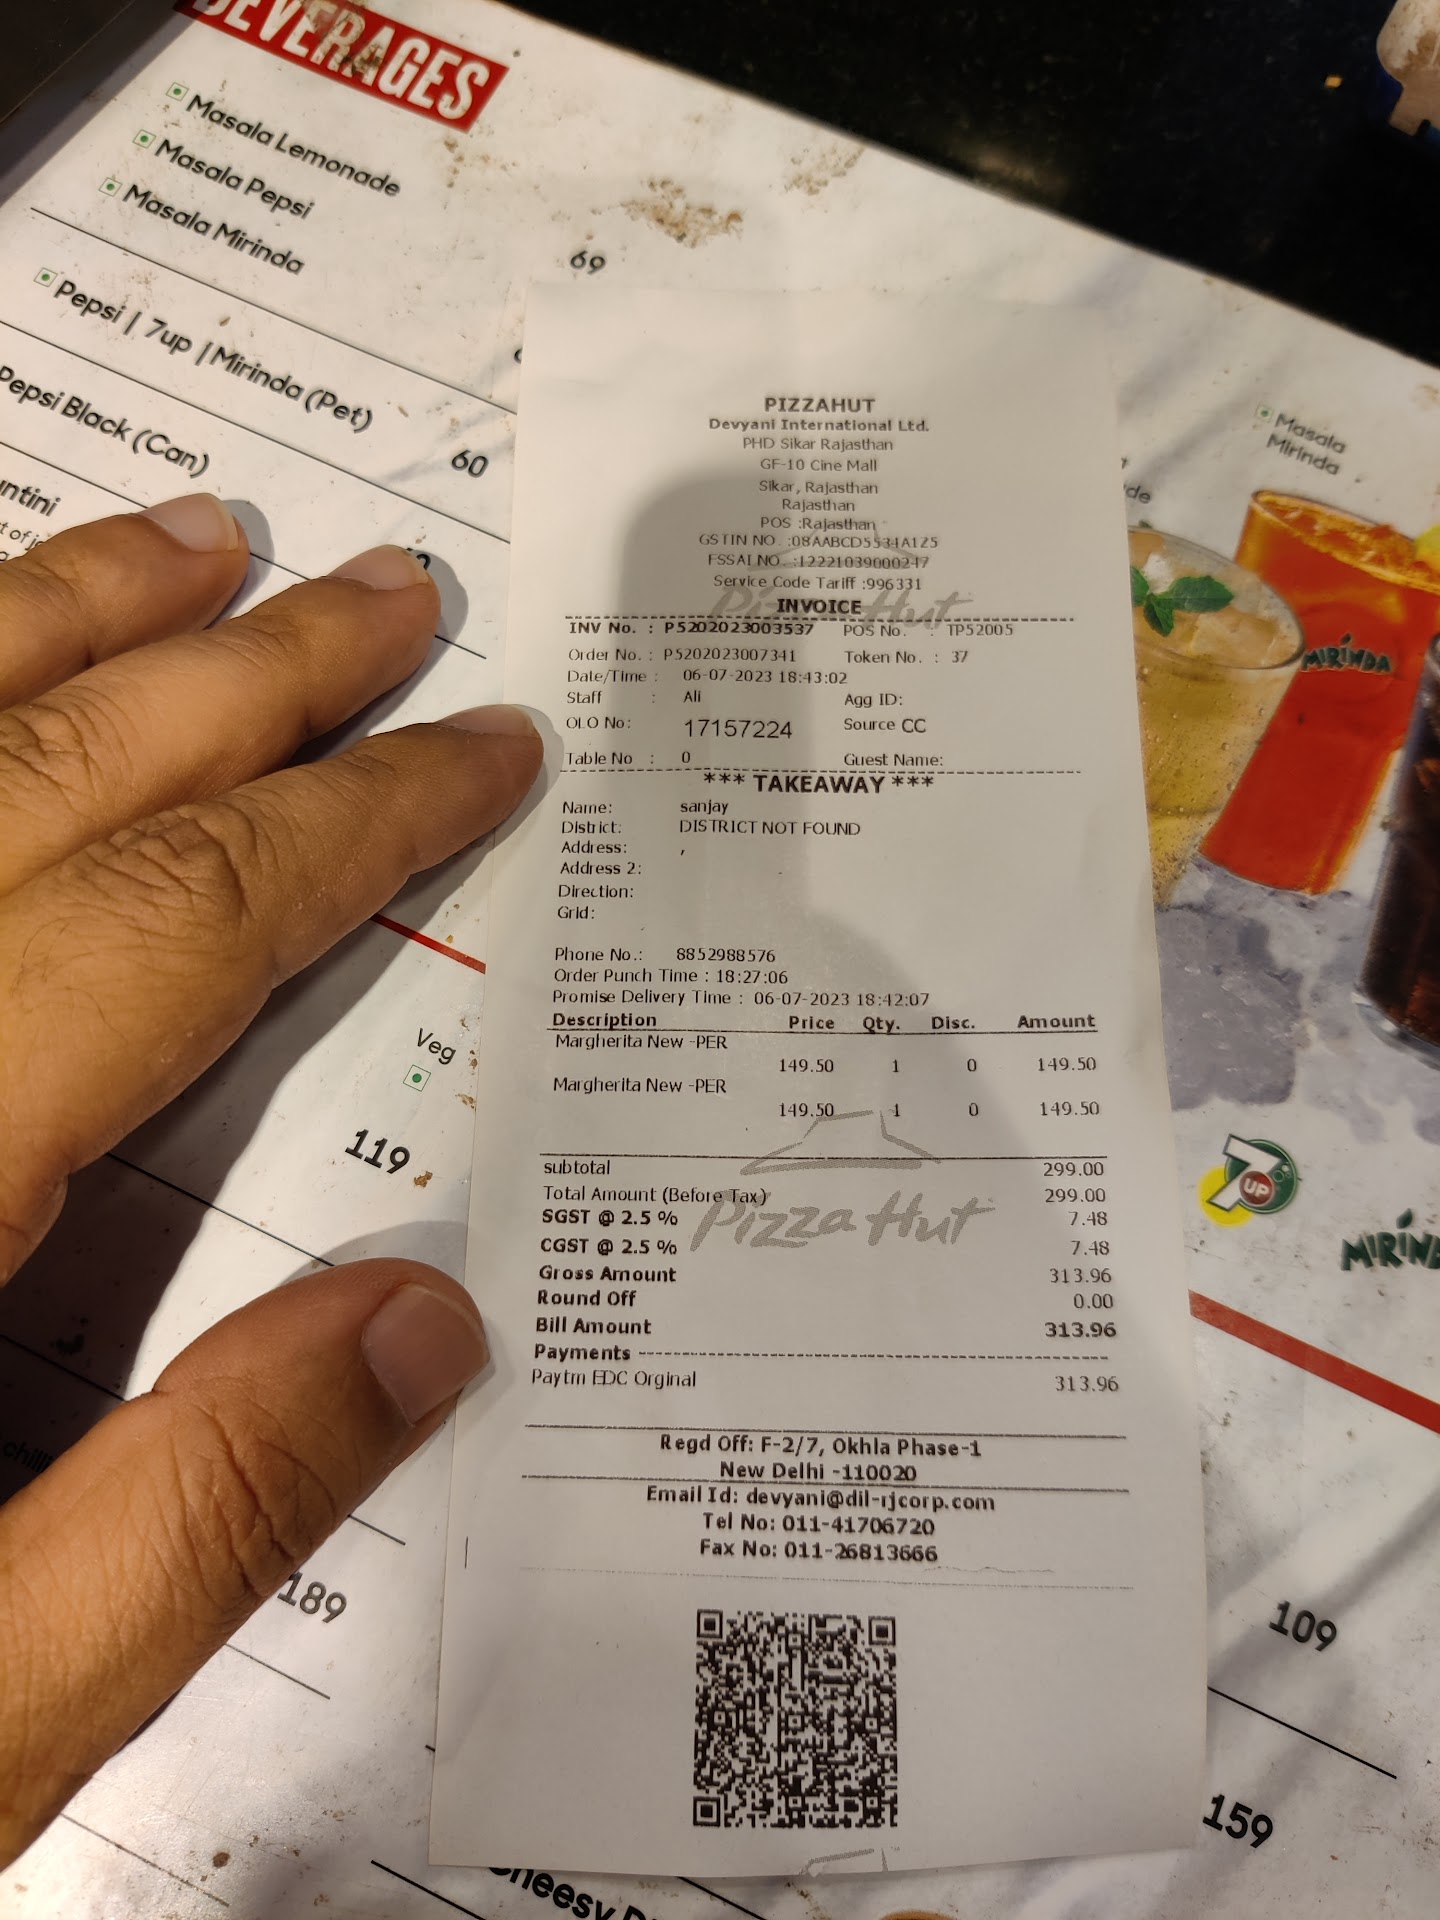 BEVERAGES
Masala Lemonade
Masala Pepsi
Masala Mirinda
69
Pepsi | 7up | Mirinda (Pet)
60
Pepsi Black (Can)
Veg
119
189
Masala
Mirinda
MIRINDA
7UP
109
159
PIZZAHUT
Devyani International Ltd.
PHD Sikar Rajasthan
GF-10 Cine Mall
Sikar, Rajasthan
Rajasthan
POS :Rajasthan
GSTIN NO. :08AABCD5534A1Z5
FSSAI NO. :12221039000247
Service Code Tariff :996331
Pizza Hut
INVOICE
INV No. : P5202023003537 POS No. : TP52005
Order No. : P5202023007341 Token No. : 37
Date/Time : 06-07-2023 18:43:02
Staff : Ali Agg ID:
OLO No: 17157224 Source CC
Table No : 0 Guest Name:
*** TAKEAWAY ***
Name: sanjay
District: DISTRICT NOT FOUND
Address: ,
Address 2:
Direction:
Grid:
Phone No.: 8852988576
Order Punch Time : 18:27:06
Promise Delivery Time : 06-07-2023 18:42:07
Description Price Qty. Disc. Amount
Margherita New -PER
149.50 1 0 149.50
Margherita New -PER
149.50 1 0 149.50
subtotal 299.00
Total Amount (Before Tax) 299.00
SGST @ 2.5 % 7.48
Pizza Hut
CGST @ 2.5 % 7.48
Gross Amount 313.96
Round Off 0.00
Bill Amount 313.96
Payments
Paytm EDC Orginal 313.96
Regd Off: F-2/7, Okhla Phase-1
New Delhi -110020
Email Id: devyani@dil-rjcorp.com
Tel No: 011-41706720
Fax No: 011-26813666